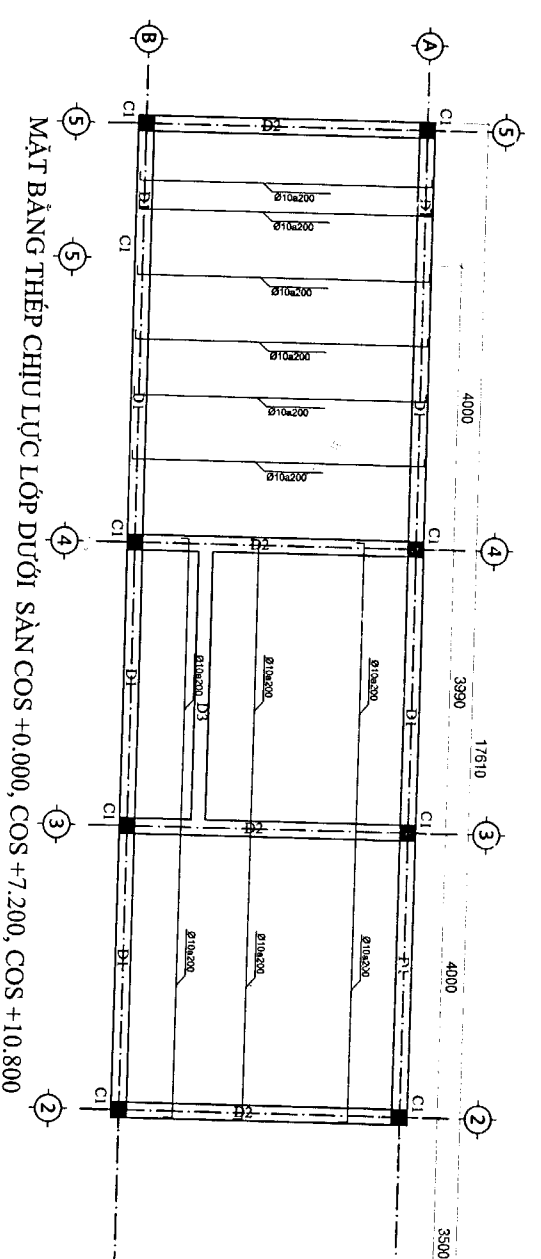 B
A
C1
C1
5
5
D2
D1
D1
Ø10a200
Ø10a200
C1
5
Ø10a200
Ø10a200
4000
D1
D1
Ø10a200
Ø10a200
C1
C1
4
4
D2
Ø10a200
Ø10a200
Ø10a200
D3
D1
D1
3990
17610
C1
C1
3
3
D2
Ø10a200
Ø10a200
Ø10a200
D1
D1
4000
C1
C1
2
2
D2
3500
MẶT BẰNG THÉP CHỊU LỰC LỚP DƯỚI SÀN COS +0.000, COS +7.200, COS +10.800